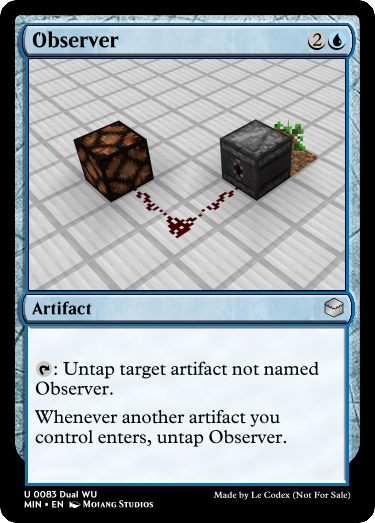 Observer 2
Artifact
: Untap target artifact not named
Observer.
Whenever another artifact you
control enters, untap Observer.
U 0083 Dual WU
MIN • EN Mojang Studios
Made by Le Codex (Not For Sale)